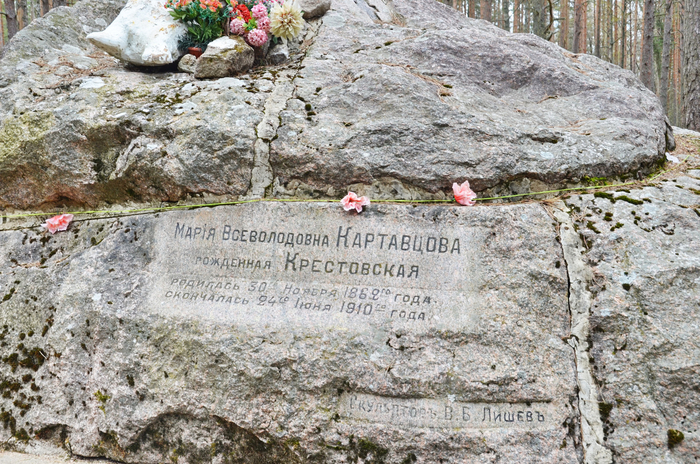 Марія Всеволодовна Картавцова
рожденная Крестовская
родилась 30го Ноября 1862го года.
скончалась 24го Іюня 1910го года.
Скульпторъ В. В. Лишевъ